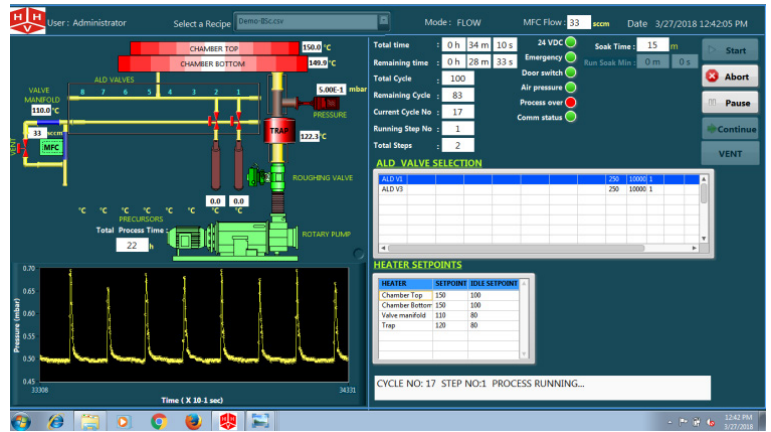 H H V
User : Administrator
Select a Recipe Demo-BSc.csv
Mode : FLOW
MFC Flow : 33 sccm
Date 3/27/2018 12:42:05 PM
CHAMBER TOP 150.0 °C
CHAMBER BOTTOM 149.9 °C
ALD VALVES
8 7 6 5 4 3 2 1
VALVE MANIFOLD
110.0 °C
5.00E-1 mbar
PRESSURE
33 sccm
MFC
VENT
TRAP
122.3 °C
ROUGHING VALVE
0.0 0.0
°C °C °C °C °C °C °C °C
PRECURSORS
Total Process Time :
22 h
ROTARY PUMP
Total time : 0 h 34 m 10 s
Remaining time : 0 h 28 m 33 s
Total Cycle : 100
Remaining Cycle : 83
Current Cycle No : 17
Running Step No : 1
Total Steps : 2
24 VDC
Emergency
Door switch
Air pressure
Process over
Comm status
Soak Time : 15 m
Run Soak Min : 0 m 0 s
Start
Abort
Pause
Continue
VENT
ALD VALVE SELECTION
ALD V1 250 10000 1
ALD V3 250 10000 1
HEATER SETPOINTS
HEATER SETPOINT IDLE SETPOINT
Chamber Top 150 100
Chamber Bottom 150 100
Valve manifold 110 80
Trap 120 80
CYCLE NO: 17 STEP NO:1 PROCESS RUNNING...
Pressure (mbar)
0.70
0.65
0.60
0.55
0.50
0.45
33308 34331
Time ( X 10-1 sec)
12:42 PM
3/27/2018